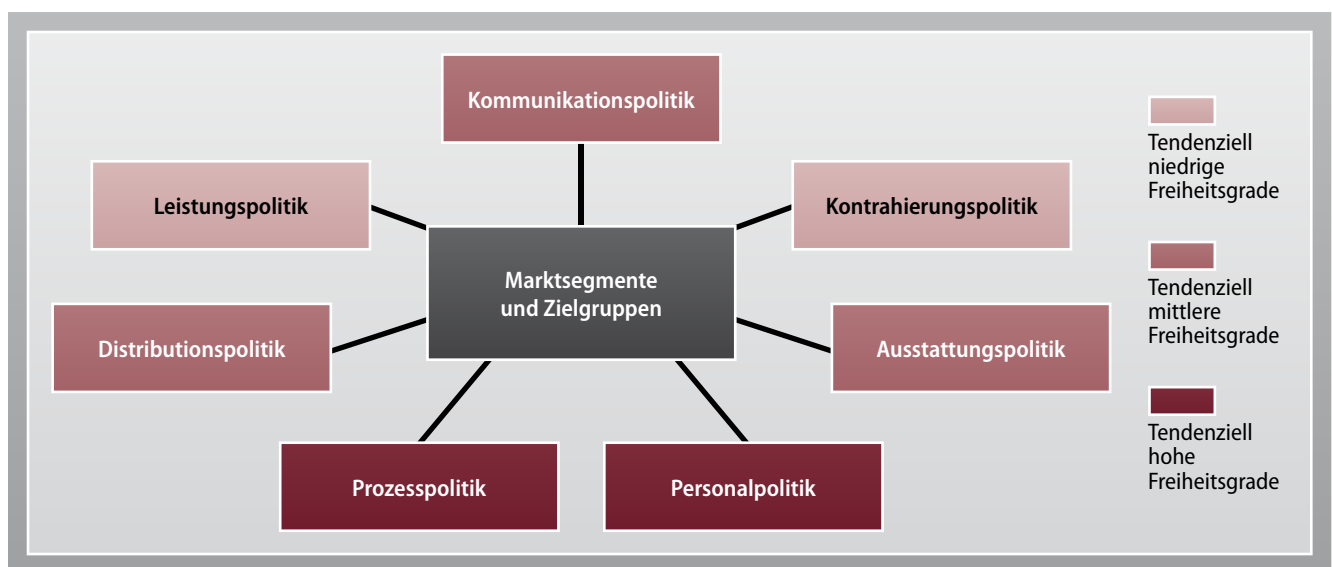 Kommunikationspolitik
Leistungspolitik
Kontrahierungspolitik
Marktsegmente
und Zielgruppen
Distributionspolitik
Ausstattungspolitik
Prozesspolitik
Personalpolitik
Tendenziell
niedrige
Freiheitsgrade
Tendenziell
mittlere
Freiheitsgrade
Tendenziell
hohe
Freiheitsgrade